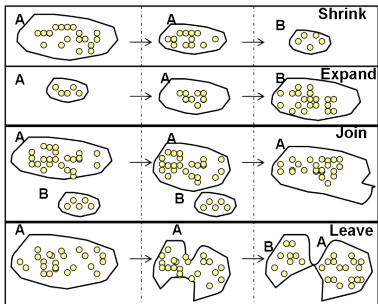 A A B Shrink
A A B Expand
A A A Join
B B
A A B A Leave